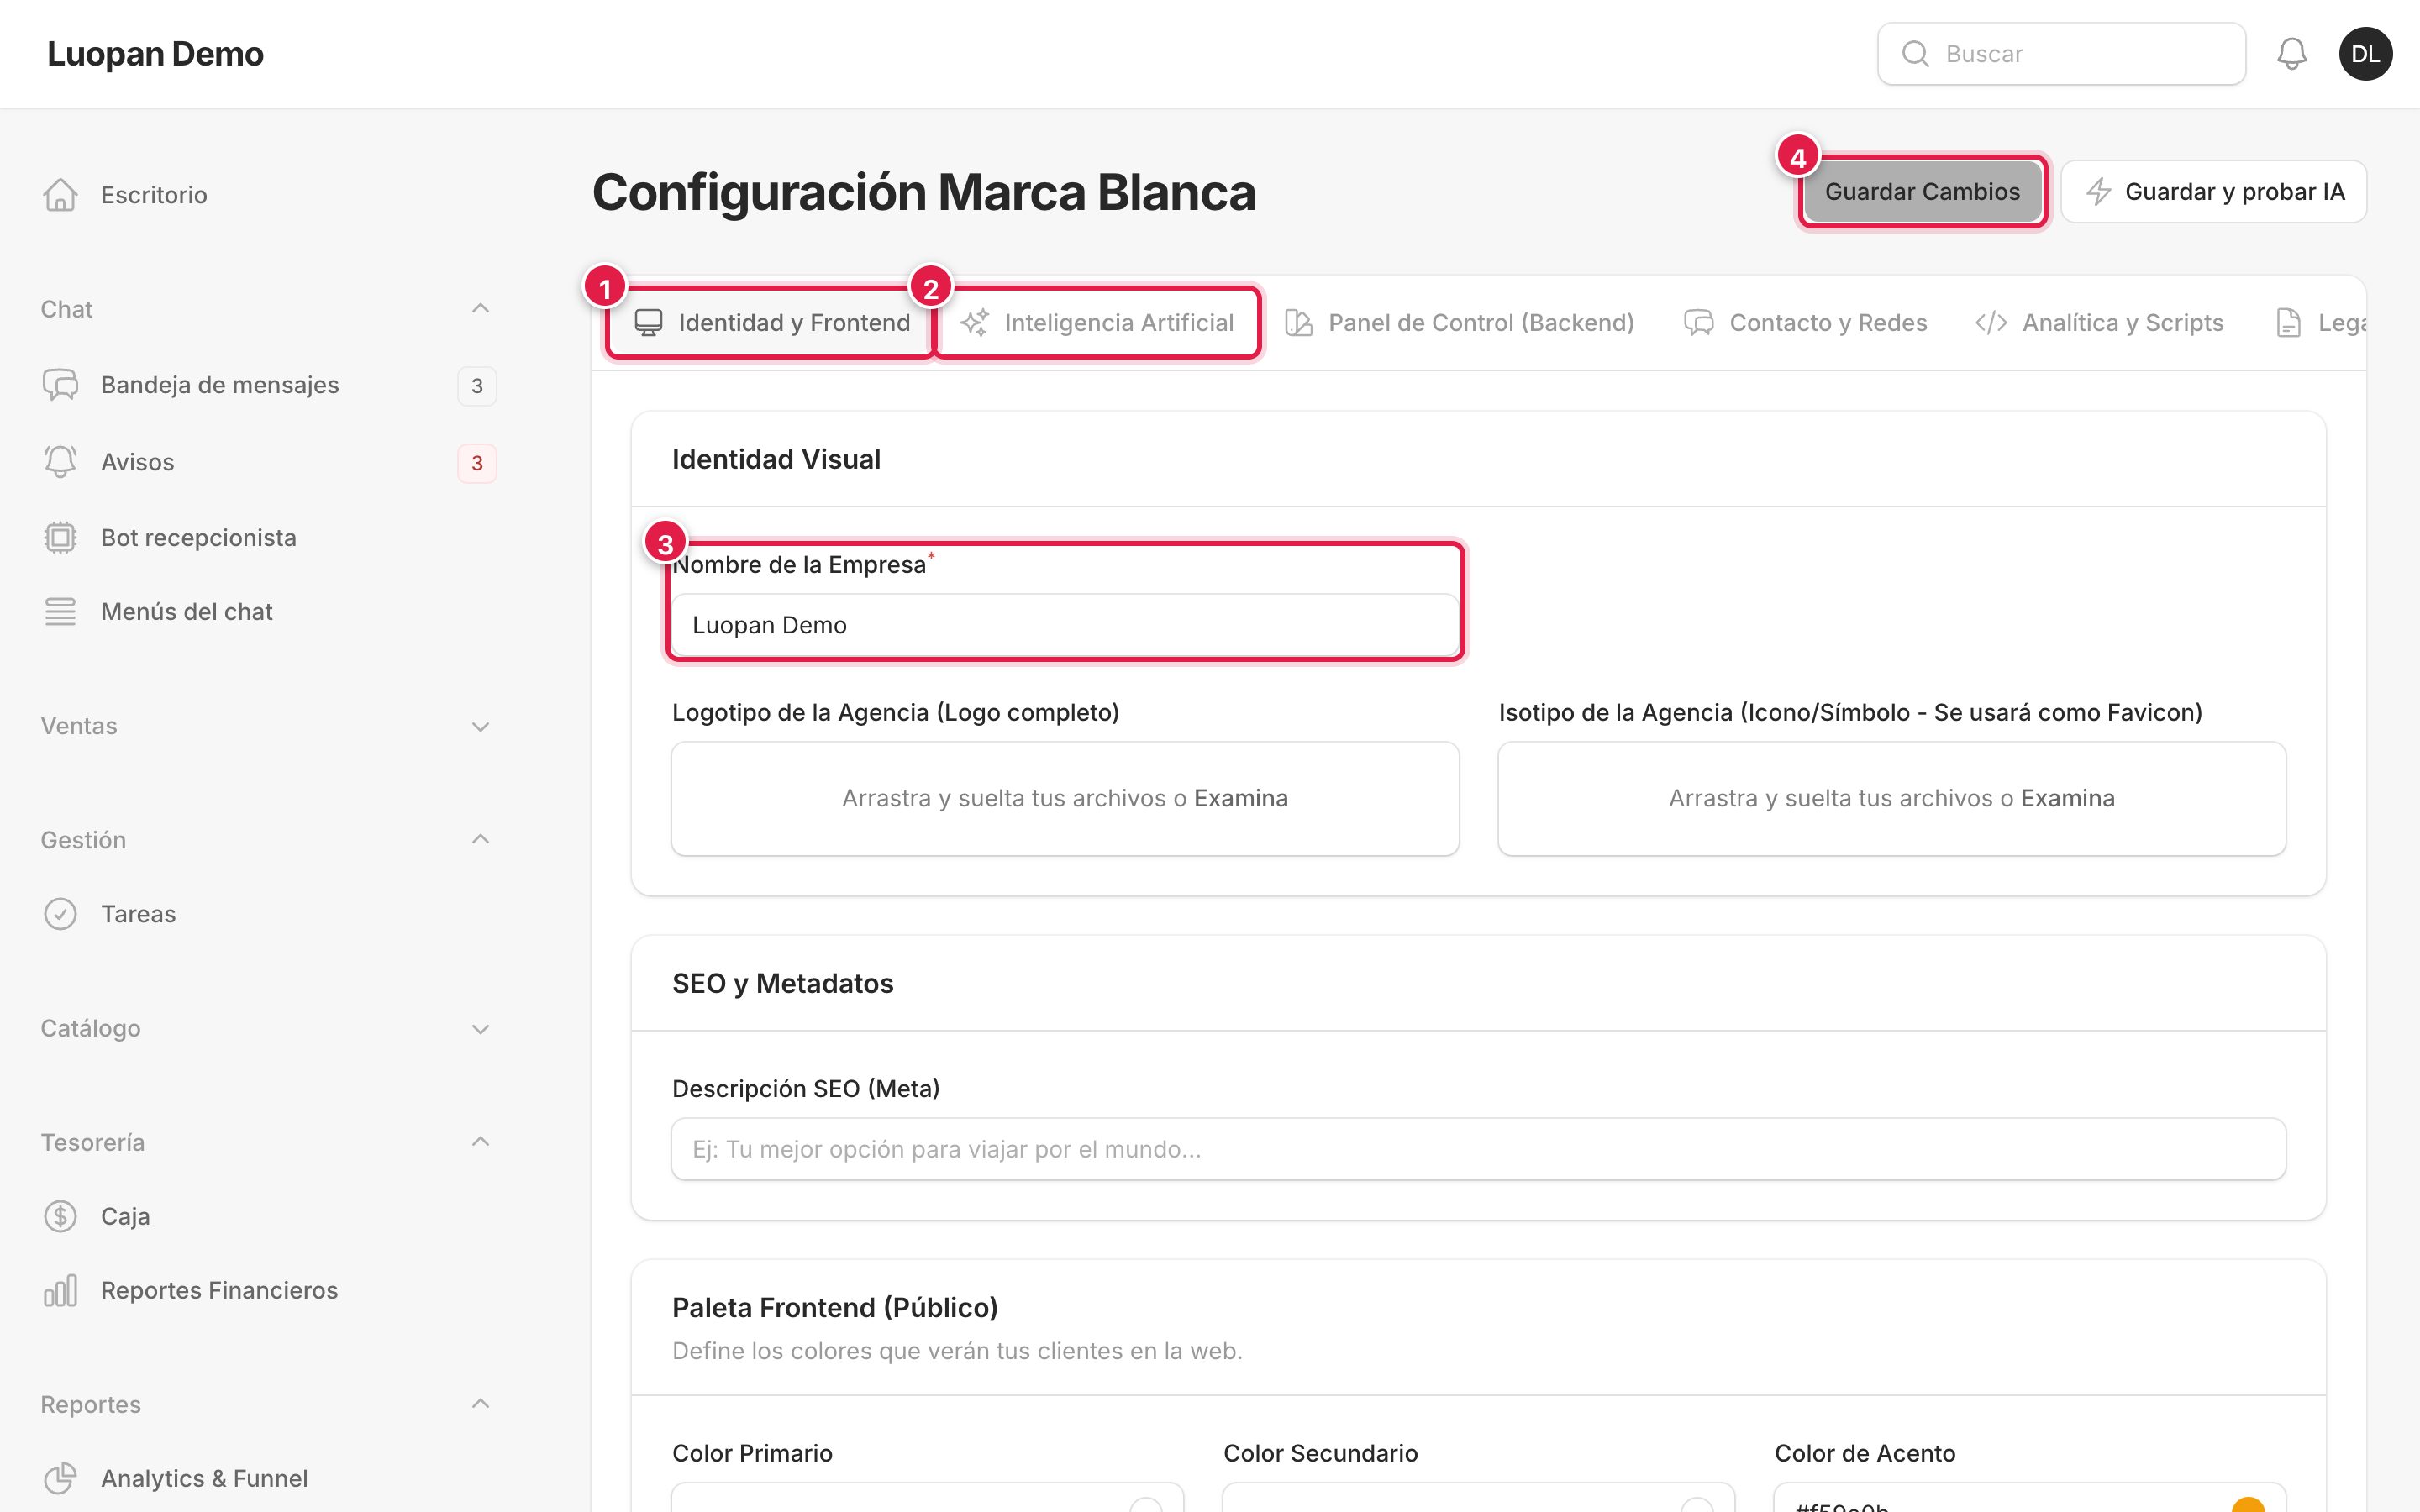 Luopan Demo
Buscar
DL
Escritorio
Chat
Bandeja de mensajes 3
Avisos 3
Bot recepcionista
Menús del chat
Ventas
Gestión
Tareas
Catálogo
Tesorería
Caja
Reportes Financieros
Reportes
Analytics & Funnel
Configuración Marca Blanca
4
Guardar Cambios
Guardar y probar IA
1
Identidad y Frontend
2
Inteligencia Artificial
Panel de Control (Backend)
Contacto y Redes
Analítica y Scripts
Identidad Visual
3
Nombre de la Empresa*
Luopan Demo
Logotipo de la Agencia (Logo completo)
Arrastra y suelta tus archivos o Examina
Isotipo de la Agencia (Icono/Símbolo - Se usará como Favicon)
Arrastra y suelta tus archivos o Examina
SEO y Metadatos
Descripción SEO (Meta)
Ej: Tu mejor opción para viajar por el mundo...
Paleta Frontend (Público)
Define los colores que verán tus clientes en la web.
Color Primario
Color Secundario
Color de Acento